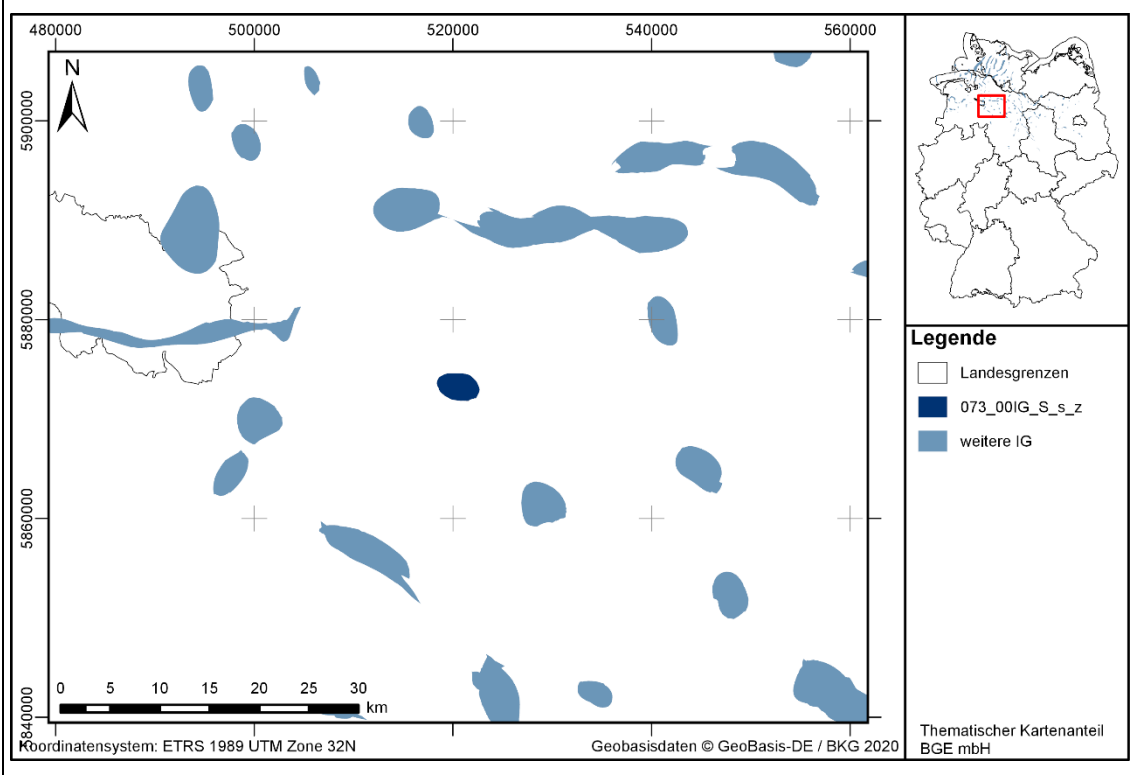 480000 500000 520000 540000 560000
N
5900000
5880000
5860000
5840000
0 5 10 15 20 25 30
km
Koordinatensystem: ETRS 1989 UTM Zone 32N
Geobasisdaten © GeoBasis-DE / BKG 2020
Legende
Landesgrenzen
073_00IG_S_s_z
weitere IG
Thematischer Kartenanteil
BGE mbH